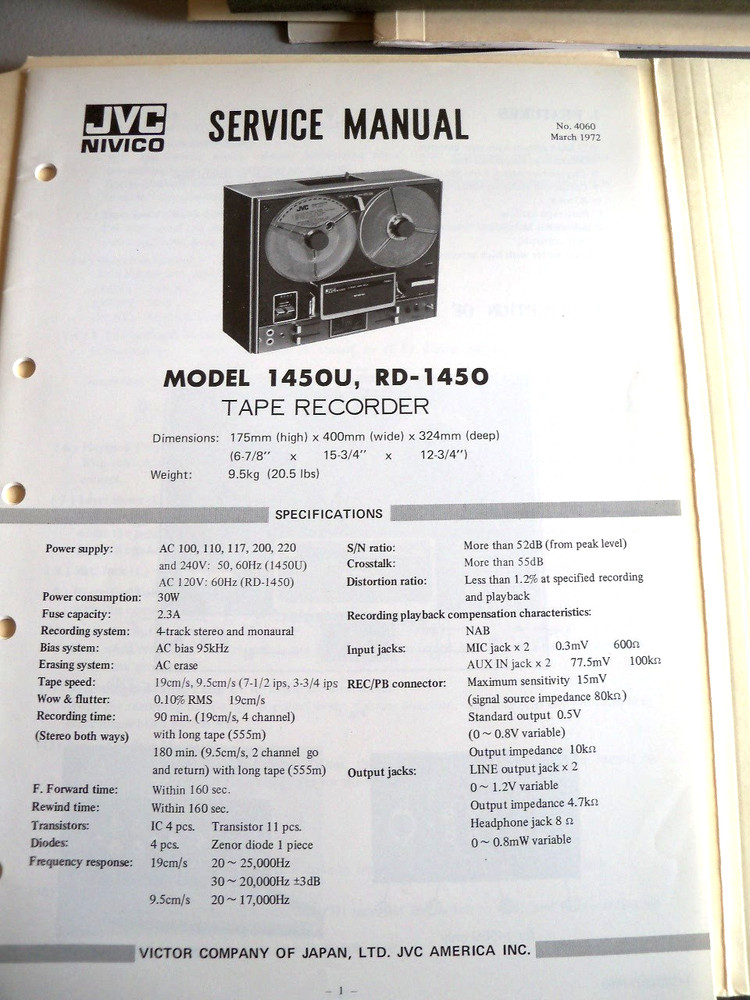 JVC
NIVICO
SERVICE MANUAL
No. 4060
March 1972
JVC
MODEL 1450U, RD-1450
TAPE RECORDER
Dimensions: 175mm (high) x 400mm (wide) x 324mm (deep)
(6-7/8" x 15-3/4" x 12-3/4")
Weight: 9.5kg (20.5 lbs)
SPECIFICATIONS
Power supply: AC 100, 110, 117, 200, 220
and 240V: 50, 60Hz (1450U)
AC 120V: 60Hz (RD-1450)
Power consumption: 30W
Fuse capacity: 2.3A
Recording system: 4-track stereo and monaural
Bias system: AC bias 95kHz
Erasing system: AC erase
Tape speed: 19cm/s, 9.5cm/s (7-1/2 ips, 3-3/4 ips
Wow & flutter: 0.10% RMS 19cm/s
Recording time: 90 min. (19cm/s, 4 channel)
(Stereo both ways) with long tape (555m)
180 min. (9.5cm/s, 2 channel go
and return) with long tape (555m)
F. Forward time: Within 160 sec.
Rewind time: Within 160 sec.
Transistors: IC 4 pcs. Transistor 11 pcs.
Diodes: 4 pcs. Zenor diode 1 piece
Frequency response: 19cm/s 20 ~ 25,000Hz
30 ~ 20,000Hz ±3dB
9.5cm/s 20 ~ 17,000Hz
S/N ratio: More than 52dB (from peak level)
Crosstalk: More than 55dB
Distortion ratio: Less than 1.2% at specified recording
and playback
Recording playback compensation characteristics:
NAB
Input jacks: MIC jack x 2 0.3mV 600Ω
AUX IN jack x 2 77.5mV 100kΩ
REC/PB connector: Maximum sensitivity 15mV
(signal source impedance 80kΩ)
Standard output 0.5V
(0 ~ 0.8V variable)
Output impedance 10kΩ
Output jacks: LINE output jack x 2
0 ~ 1.2V variable
Output impedance 4.7kΩ
Headphone jack 8 Ω
0 ~ 0.8mW variable
VICTOR COMPANY OF JAPAN, LTD. JVC AMERICA INC.
– 1 –